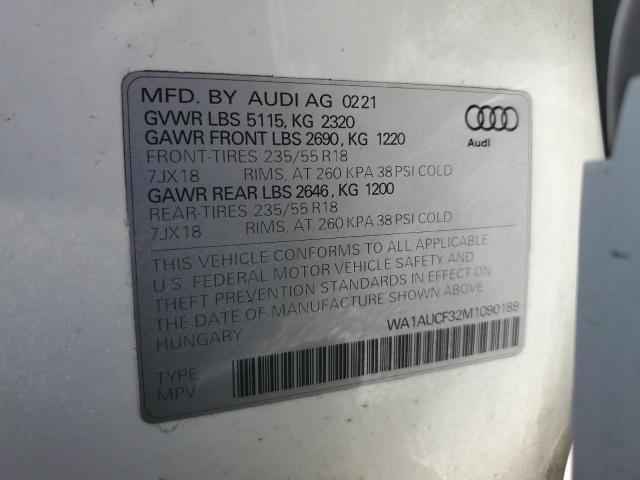 MFD. BY AUDI AG 0221
GVWR LBS 5115, KG 2320
GAWR FRONT LBS 2690, KG 1220
FRONT-TIRES 235/55 R18
7JX18 RIMS, AT 260 KPA 38 PSI COLD
GAWR REAR LBS 2646, KG 1200
REAR-TIRES 235/55 R18
7JX18 RIMS, AT 260 KPA 38 PSI COLD
Audi
THIS VEHICLE CONFORMS TO ALL APPLICABLE
U.S. FEDERAL MOTOR VEHICLE SAFETY AND
THEFT PREVENTION STANDARDS IN EFFECT ON
THE DATE OF MANUFACTURE SHOWN ABOVE.
HUNGARY WA1AUCF32M1090189
TYPE
MPV